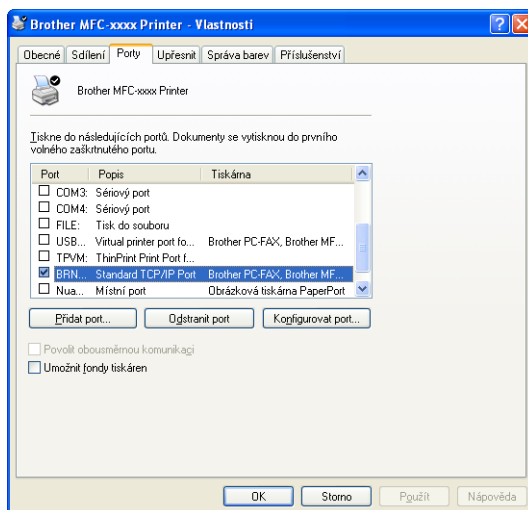 Brother MFC-xxxx Printer - Vlastnosti
Obecné Sdílení Porty Upřesnit Správa barev Příslušenství
Brother MFC-xxxx Printer
Tiskne do následujících portů. Dokumenty se vytisknou do prvního
volného zaškrtnutého portu.
Port Popis Tiskárna
COM3: Sériový port
COM4: Sériový port
FILE: Tisk do souboru
USB... Virtual printer port fo... Brother PC-FAX, Brother MF...
TPVM: ThinPrint Print Port f...
BRN... Standard TCP/IP Port Brother PC-FAX, Brother MF...
Nua... Místní port Obrázková tiskárna PaperPort
Přidat port... Odstranit port Konfigurovat port...
Povolit obousměrnou komunikaci
Umožnit fondy tiskáren
OK Storno Použít Nápověda